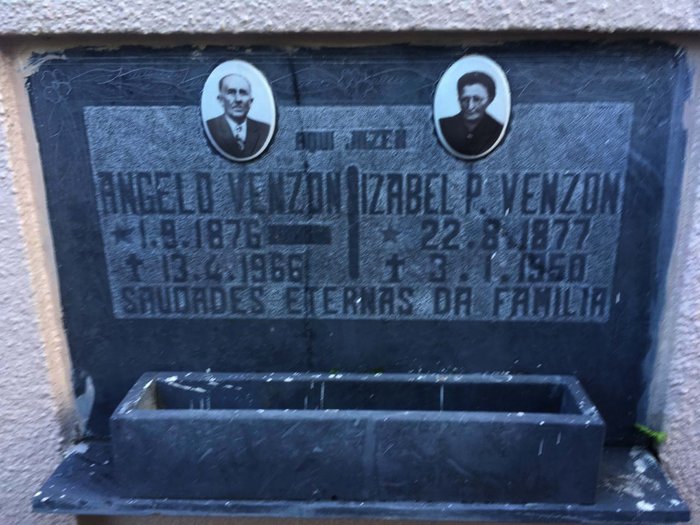 AQUI JAZEM
ANGELO VENZON IZABEL P. VENZON
★ 1.9.1876 ★ 22.8.1877
✝ 13.4.1966 ✝ 3.1.1950
SAUDADES ETERNAS DA FAMILIA